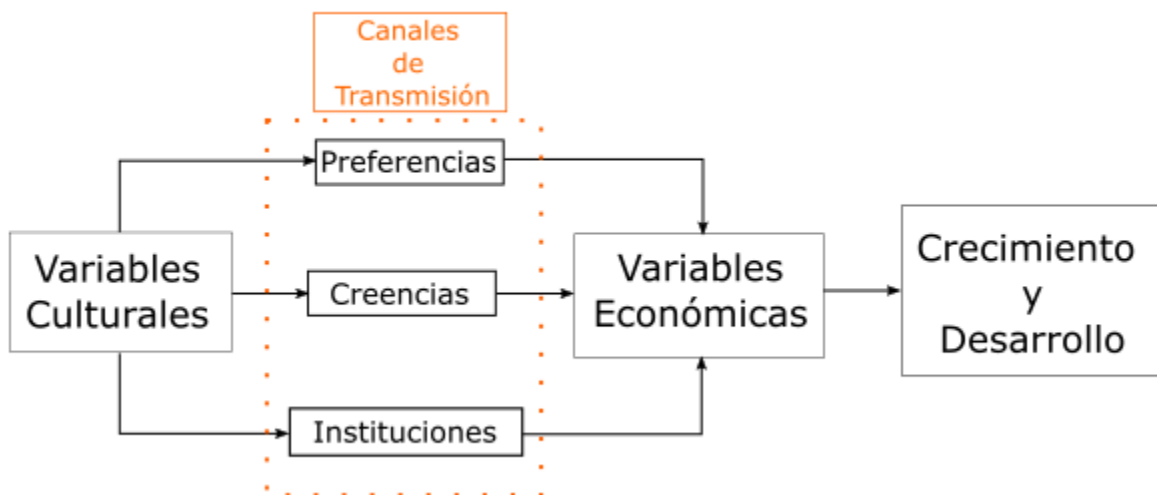 Canales
de
Transmisión
Preferencias
Variables
Culturales
Creencias
Instituciones
Variables
Económicas
Crecimiento
y
Desarrollo